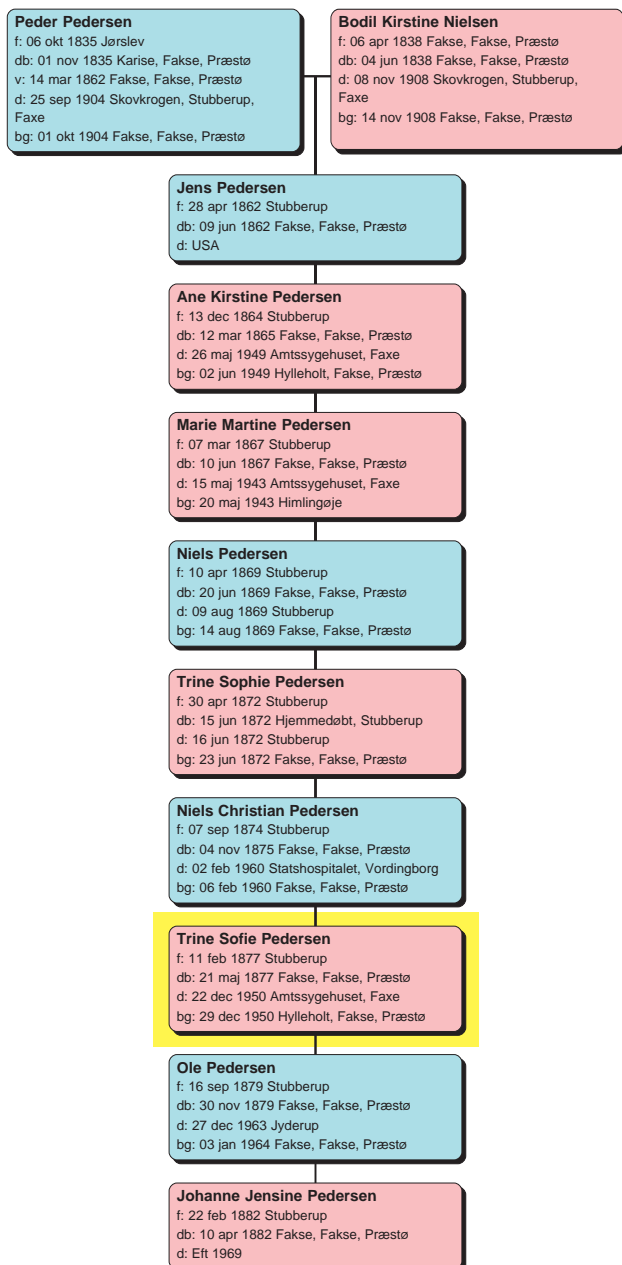 Peder Pedersen
f: 06 okt 1835 Jørslev
db: 01 nov 1835 Karise, Fakse, Præstø
v: 14 mar 1862 Fakse, Fakse, Præstø
d: 25 sep 1904 Skovkrogen, Stubberup,
Faxe
bg: 01 okt 1904 Fakse, Fakse, Præstø
Bodil Kirstine Nielsen
f: 06 apr 1838 Fakse, Fakse, Præstø
db: 04 jun 1838 Fakse, Fakse, Præstø
d: 08 nov 1908 Skovkrogen, Stubberup,
Faxe
bg: 14 nov 1908 Fakse, Fakse, Præstø
Jens Pedersen
f: 28 apr 1862 Stubberup
db: 09 jun 1862 Fakse, Fakse, Præstø
d: USA
Ane Kirstine Pedersen
f: 13 dec 1864 Stubberup
db: 12 mar 1865 Fakse, Fakse, Præstø
d: 26 maj 1949 Amtssygehuset, Faxe
bg: 02 jun 1949 Hylleholt, Fakse, Præstø
Marie Martine Pedersen
f: 07 mar 1867 Stubberup
db: 10 jun 1867 Fakse, Fakse, Præstø
d: 15 maj 1943 Amtssygehuset, Faxe
bg: 20 maj 1943 Himlingøje
Niels Pedersen
f: 10 apr 1869 Stubberup
db: 20 jun 1869 Fakse, Fakse, Præstø
d: 09 aug 1869 Stubberup
bg: 14 aug 1869 Fakse, Fakse, Præstø
Trine Sophie Pedersen
f: 30 apr 1872 Stubberup
db: 15 jun 1872 Hjemmedøbt, Stubberup
d: 16 jun 1872 Stubberup
bg: 23 jun 1872 Fakse, Fakse, Præstø
Niels Christian Pedersen
f: 07 sep 1874 Stubberup
db: 04 nov 1875 Fakse, Fakse, Præstø
d: 02 feb 1960 Statshospitalet, Vordingborg
bg: 06 feb 1960 Fakse, Fakse, Præstø
Trine Sofie Pedersen
f: 11 feb 1877 Stubberup
db: 21 maj 1877 Fakse, Fakse, Præstø
d: 22 dec 1950 Amtssygehuset, Faxe
bg: 29 dec 1950 Hylleholt, Fakse, Præstø
Ole Pedersen
f: 16 sep 1879 Stubberup
db: 30 nov 1879 Fakse, Fakse, Præstø
d: 27 dec 1963 Jyderup
bg: 03 jan 1964 Fakse, Fakse, Præstø
Johanne Jensine Pedersen
f: 22 feb 1882 Stubberup
db: 10 apr 1882 Fakse, Fakse, Præstø
d: Eft 1969